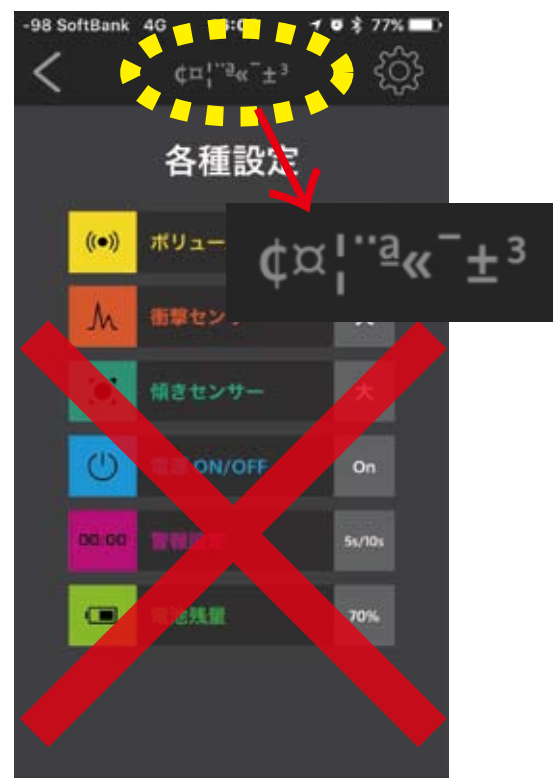 -98 SoftBank 4G 77%
¢¤¦¨ª«¯±³
各種設定
¢¤¦¨ª«¯±³
ボリュー
衝撃センサー
傾きセンサー 大
電源 ON/OFF On
00:00 警報設定 5s/10s
電池残量 70%